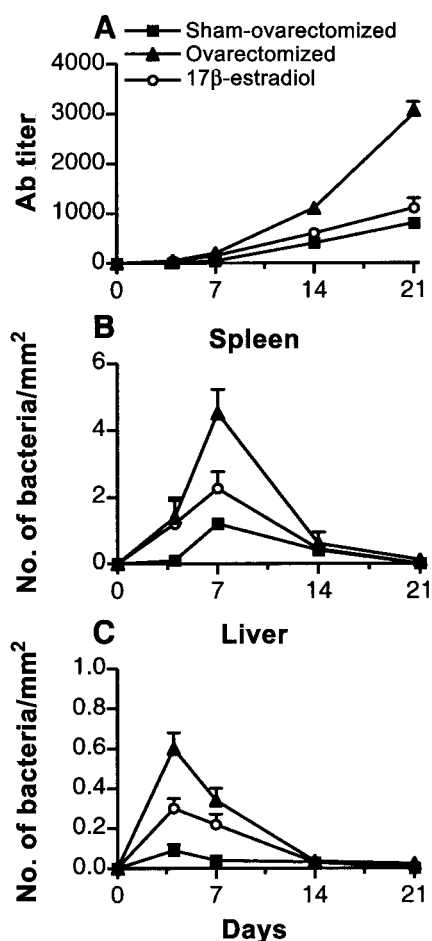 A
Sham-ovarectomized
Ovarectomized
17β-estradiol
Ab titer
4000
3000
2000
1000
0
0 7 14 21
B
Spleen
No. of bacteria/mm²
6
4
2
0
0 7 14 21
C
Liver
No. of bacteria/mm²
1.0
0.8
0.6
0.4
0.2
0.0
0 7 14 21
Days